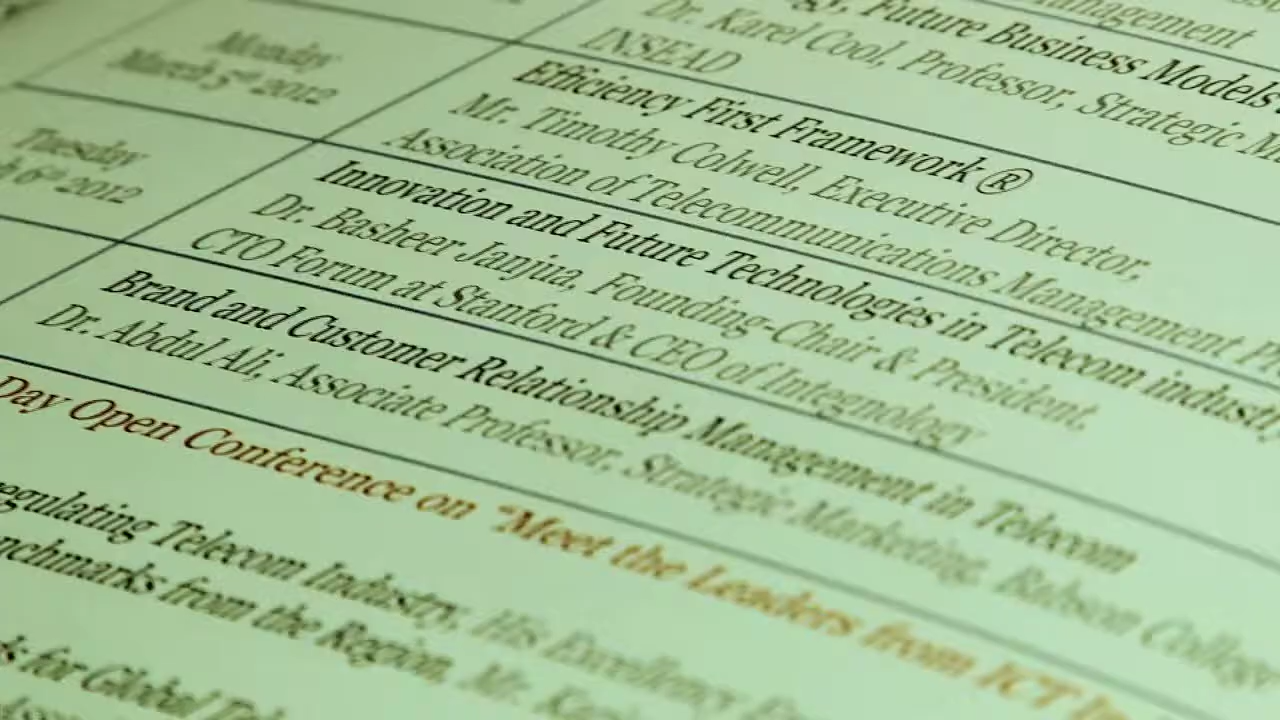 Management
Future Business Models
Dr. Karel Cool, Professor, Strategic
INSEAD
Monday
March 5th 2012
Efficiency First Framework ®
Mr. Timothy Colwell, Executive Director,
Association of Telecommunications Management
Tuesday
6th 2012
Innovation and Future Technologies in Telecom industry
Dr. Basheer Janjua, Founding-Chair & President,
CTO Forum at Stanford & CEO of Integnology
Brand and Customer Relationship Management in Telecom
Dr. Abdul Ali, Associate Professor, Strategic Marketing, Babson College
Day Open Conference on "Meet the Leaders from ICT
egulating Telecom Industry, His Excellency
nchmarks from the Region, Mr.
for Global